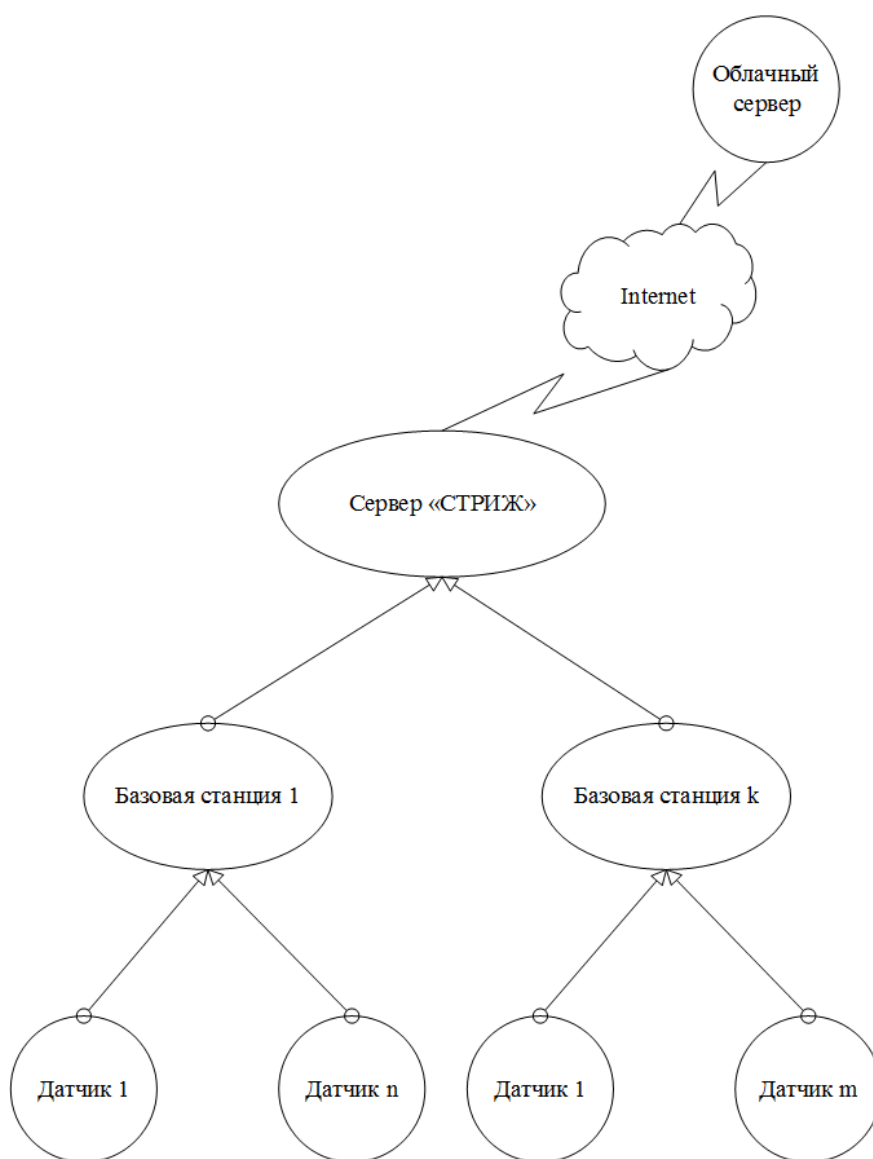 Облачный
сервер
Internet
Сервер «СТРИЖ»
Базовая станция 1
Базовая станция k
Датчик 1
Датчик n
Датчик 1
Датчик m